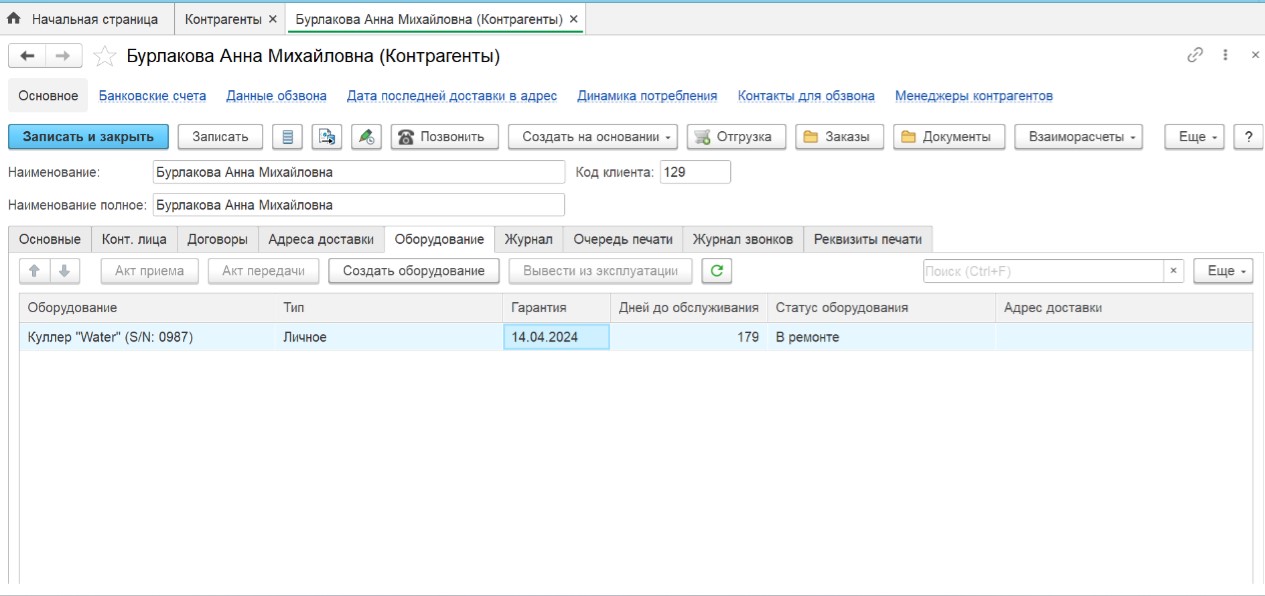 Начальная страница Контрагенты × Бурлакова Анна Михайловна (Контрагенты) ×
Бурлакова Анна Михайловна (Контрагенты)
Основное Банковские счета Данные обзвона Дата последней доставки в адрес Динамика потребления Контакты для обзвона Менеджеры контрагентов
Записать и закрыть Записать Позвонить Создать на основании Отгрузка Заказы Документы Взаиморасчеты Еще ?
Наименование: Бурлакова Анна Михайловна Код клиента: 129
Наименование полное: Бурлакова Анна Михайловна
Основные Конт. лица Договоры Адреса доставки Оборудование Журнал Очередь печати Журнал звонков Реквизиты печати
Акт приема Акт передачи Создать оборудование Вывести из эксплуатации Поиск (Ctrl+F) × Еще
Оборудование Тип Гарантия Дней до обслуживания Статус оборудования Адрес доставки
Куллер "Water" (S/N: 0987) Личное 14.04.2024 179 В ремонте